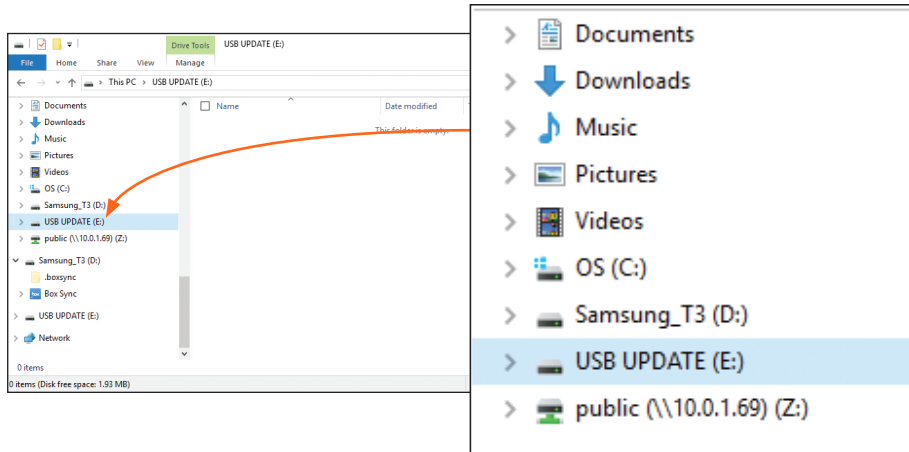 Drive Tools USB UPDATE (E:)
File Home Share View Manage
This PC > USB UPDATE (E:)
Name Date modified
This folder is empty.
Documents
Downloads
Music
Pictures
Videos
OS (C:)
Samsung_T3 (D:)
USB UPDATE (E:)
public (\\10.0.1.69) (Z:)
Samsung_T3 (D:)
.boxsync
Box Sync
USB UPDATE (E:)
Network
0 items
0 items (Disk free space: 1.93 MB)
Documents
Downloads
Music
Pictures
Videos
OS (C:)
Samsung_T3 (D:)
USB UPDATE (E:)
public (\\10.0.1.69) (Z:)